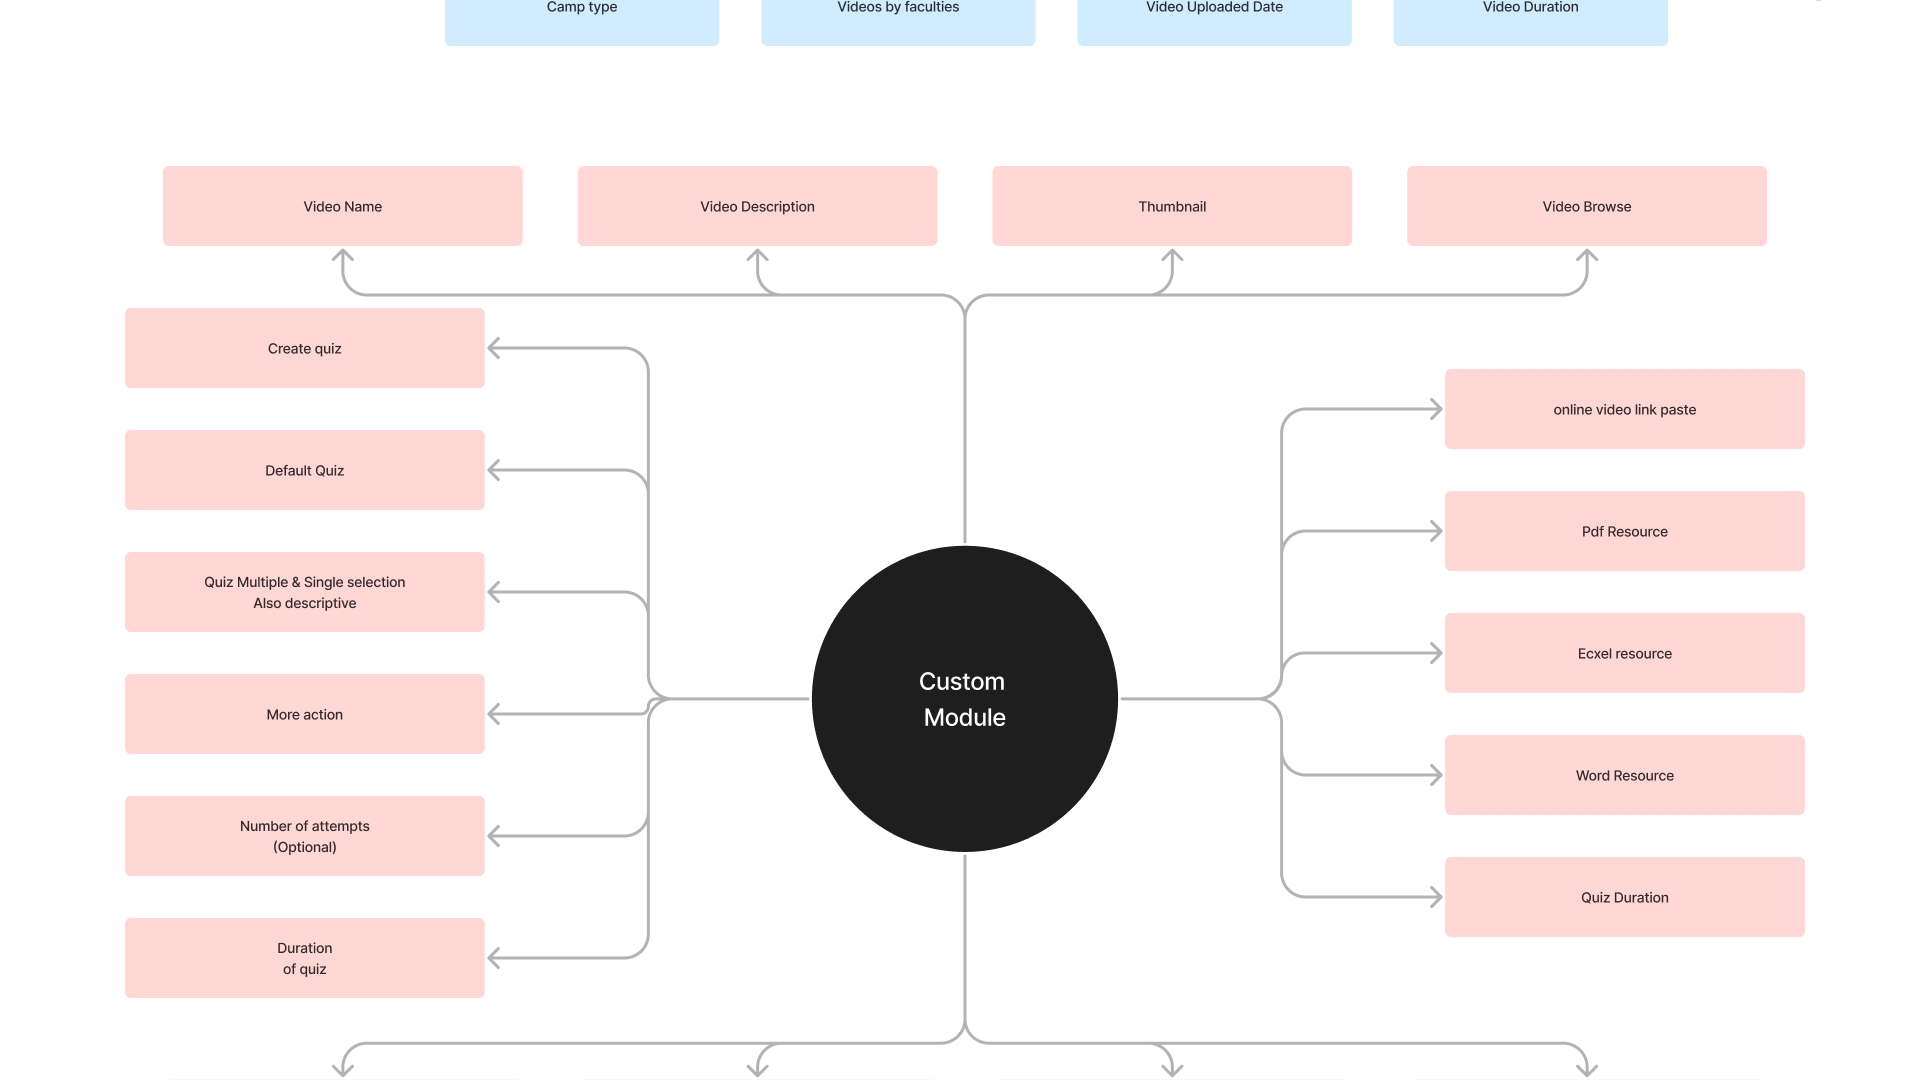 Camp type
Videos by faculties
Video Uploaded Date
Video Duration
Video Name
Video Description
Thumbnail
Video Browse
Create quiz
Default Quiz
Quiz Multiple & Single selection
Also descriptive
More action
Number of attempts
(Optional)
Duration
of quiz
Custom
Module
online video link paste
Pdf Resource
Ecxel resource
Word Resource
Quiz Duration